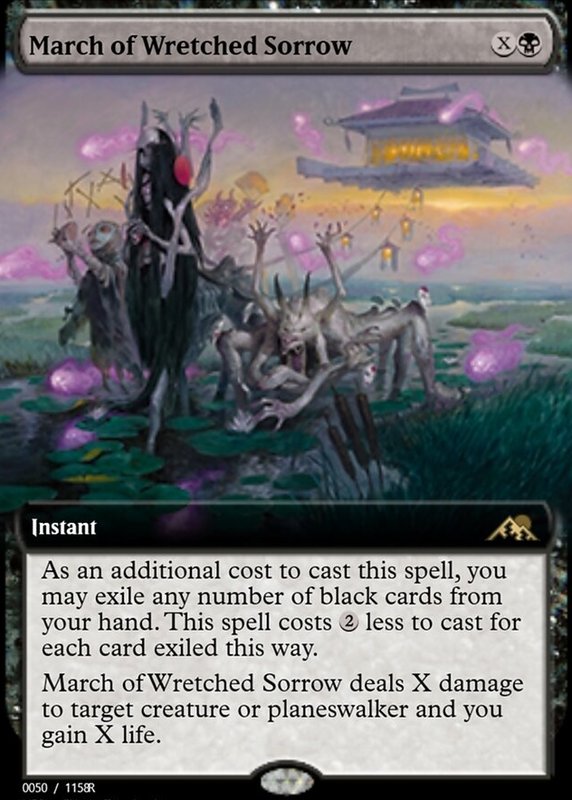 March of Wretched Sorrow X
Instant
As an additional cost to cast this spell, you
may exile any number of black cards from
your hand. This spell costs 2 less to cast for
each card exiled this way.
March of Wretched Sorrow deals X damage
to target creature or planeswalker and you
gain X life.
0050 / 1158R